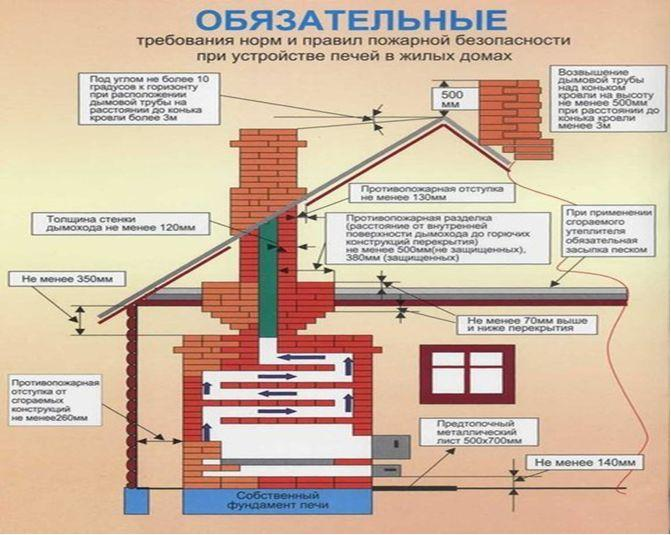 ОБЯЗАТЕЛЬНЫЕ
требования норм и правил пожарной безопасности
при устройстве печей в жилых домах
Под углом не более 10
градусов к горизонту
при расположении
дымовой трубы на
расстоянии до конька
кровли более 3м
500
мм
Возвышение
дымовой трубы
над коньком
кровли на высоту
не менее 500мм
при расстоянии до
конька кровли
менее 3м
Противопожарная отступка
не менее 130мм
Толщина стенки
дымохода не менее 120мм
Противопожарная разделка
(расстояние от внутренней
поверхности дымохода до горючих
конструкций перекрытия)
не менее 500мм(не защищенных),
380мм (защищенных)
При применении
сгораемого
утеплителя
обязательная
засыпка песком
Не менее 350мм
Не менее 70мм выше
и ниже перекрытия
Противопожарная
отступка от
сгораемых
конструкций
не менее260мм
Предтопочный
металлический
лист 500х700мм
Не менее 140мм
Собственный
фундамент печи